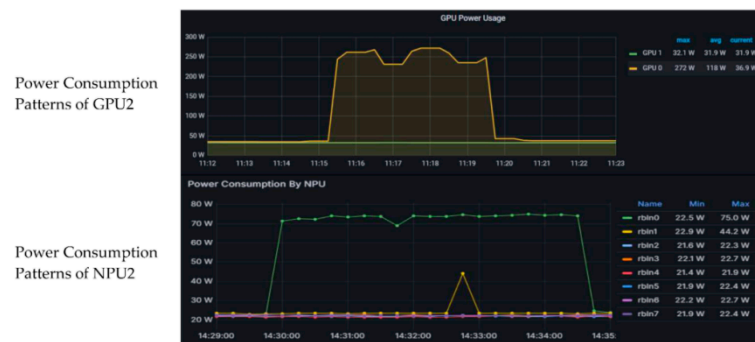 GPU Power Usage
Power Consumption
Patterns of GPU2
300 W
250 W
200 W
150 W
100 W
50 W
0 W
11:12 11:13 11:14 11:15 11:16 11:17 11:18 11:19 11:20 11:21 11:22 11:23
max avg current
GPU 1 32.1 W 31.9 W 31.9 W
GPU 0 272 W 118 W 36.9 W
Power Consumption By NPU
Power Consumption
Patterns of NPU2
80 W
70 W
60 W
50 W
40 W
30 W
20 W
14:29:00 14:30:00 14:31:00 14:32:00 14:33:00 14:34:00 14:35:
Name Min Max
rbln0 22.5 W 75.0 W
rbln1 22.9 W 44.2 W
rbln2 21.6 W 22.3 W
rbln3 22.1 W 22.7 W
rbln4 21.4 W 21.9 W
rbln5 21.9 W 22.4 W
rbln6 22.2 W 22.7 W
rbln7 21.9 W 22.4 W